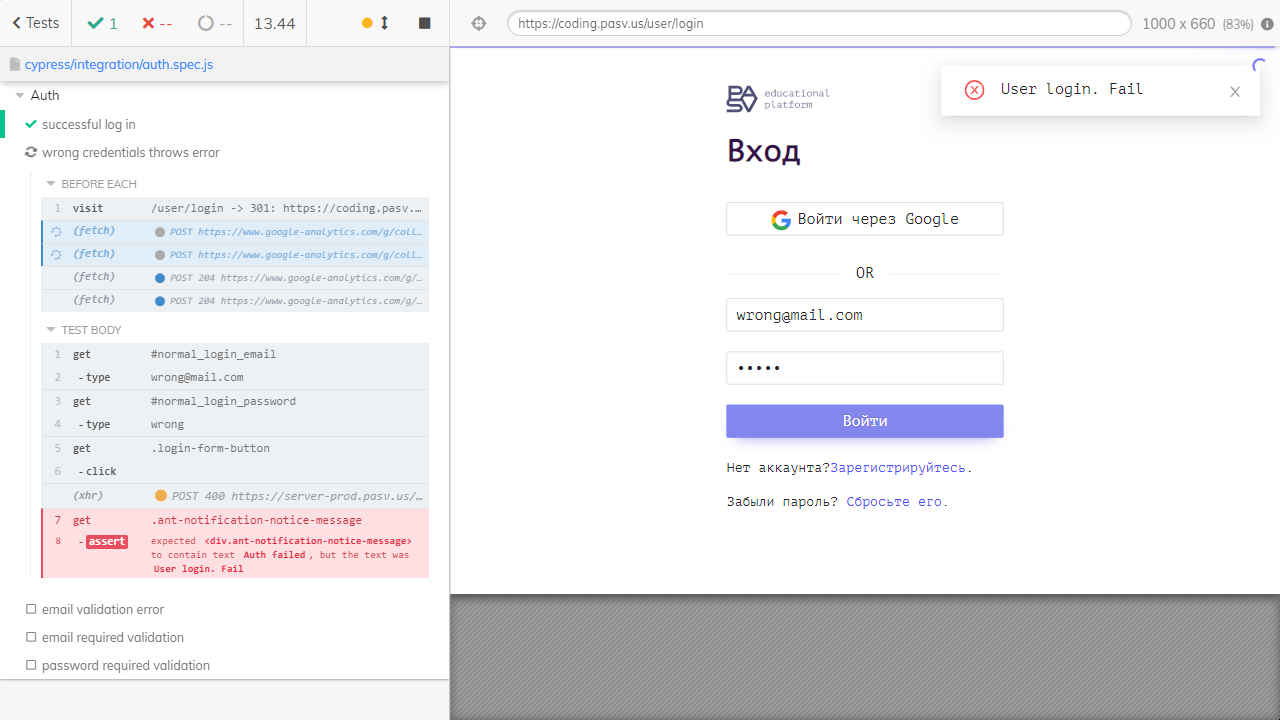 Tests
1
--
--
13.44
https://coding.pasv.us/user/login
1000 x 660 (83%)
cypress/integration/auth.spec.js
Auth
successful log in
wrong credentials throws error
BEFORE EACH
1 visit /user/login -> 301: https://coding.pasv.…
(fetch) POST https://www.google-analytics.com/g/coll…
(fetch) POST https://www.google-analytics.com/g/coll…
(fetch) POST 204 https://www.google-analytics.com/g/…
(fetch) POST 204 https://www.google-analytics.com/g/…
TEST BODY
1 get #normal_login_email
2 -type wrong@mail.com
3 get #normal_login_password
4 -type wrong
5 get .login-form-button
6 -click
(xhr) POST 400 https://server-prod.pasv.us/…
7 get .ant-notification-notice-message
8 -assert expected <div.ant-notification-notice-message>
to contain text Auth failed, but the text was
User login. Fail
email validation error
email required validation
password required validation
PASV educational
platform
User login. Fail
Вход
Войти через Google
OR
wrong@mail.com
•••••
Войти
Нет аккаунта?Зарегистрируйтесь.
Забыли пароль? Сбросьте его.